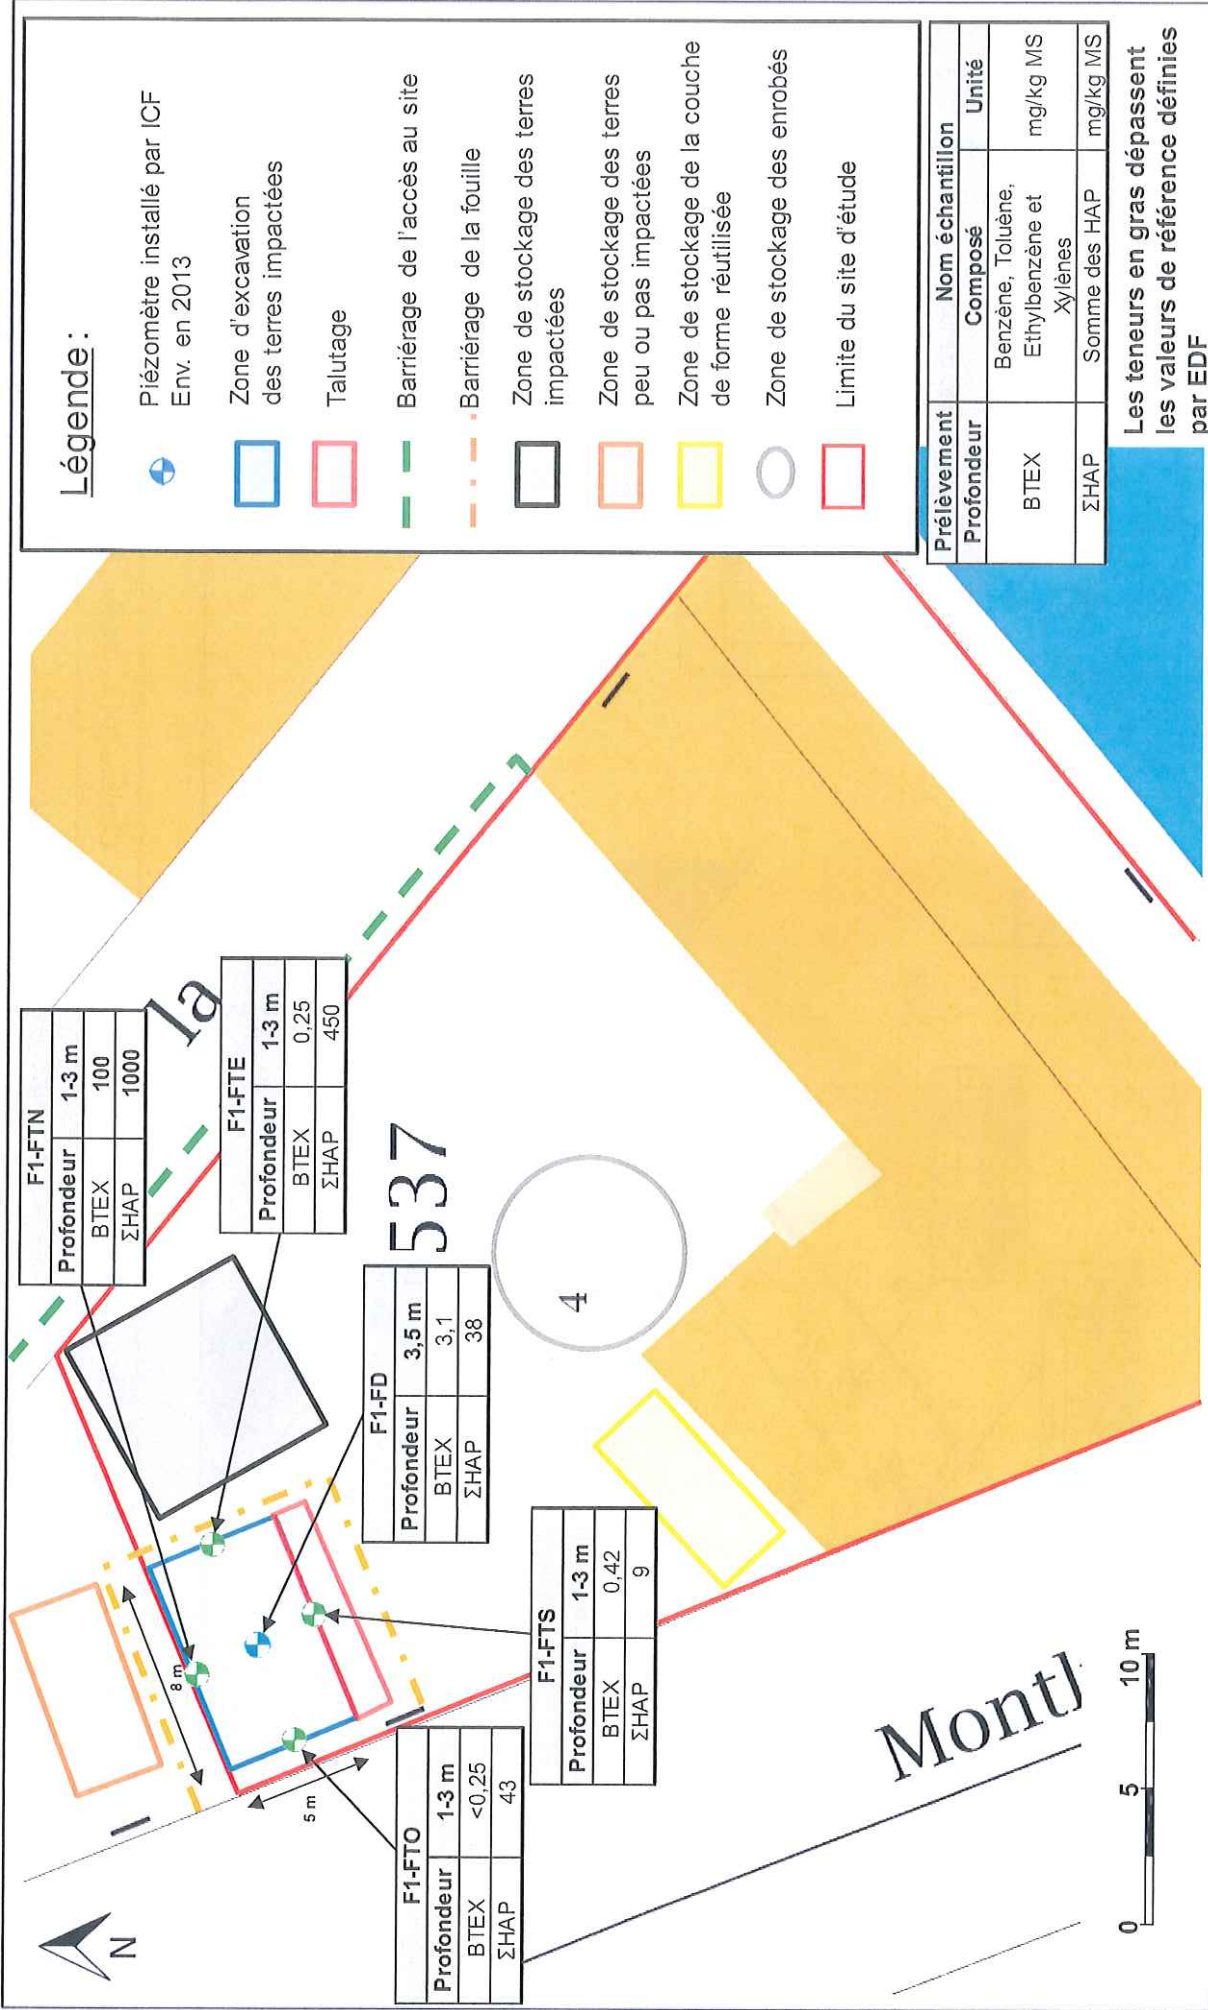 N
8 m
5 m
F1-FTN
Profondeur 1-3 m
BTEX 100
ΣHAP 1000
la
F1-FTE
Profondeur 1-3 m
BTEX 0,25
ΣHAP 450
537
F1-FD
Profondeur 3,5 m
BTEX 3,1
ΣHAP 38
4
F1-FTO
Profondeur 1-3 m
BTEX <0,25
ΣHAP 43
F1-FTS
Profondeur 1-3 m
BTEX 0,42
ΣHAP 9
0 5 10 m
Légende :
Piézomètre installé par ICF
Env. en 2013
Zone d'excavation
des terres impactées
Talutage
Barriérage de l'accès au site
Barriérage de la fouille
Zone de stockage des terres
impactées
Zone de stockage des terres
peu ou pas impactées
Zone de stockage de la couche
de forme réutilisée
Zone de stockage des enrobés
Limite du site d'étude
Prélèvement Nom échantillon
Profondeur Composé Unité
BTEX Benzène, Toluène,
Ethylbenzène et
Xylènes mg/kg MS
ΣHAP Somme des HAP mg/kg MS
Les teneurs en gras dépassent
les valeurs de référence définies
par EDF